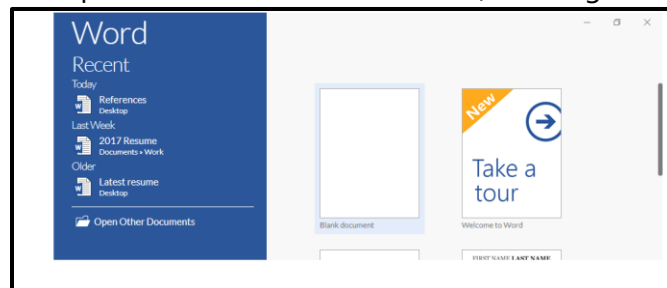 Word
Recent
Today
References
Desktop
Last Week
2017 Resume
Documents » Work
Older
Latest resume
Desktop
Open Other Documents
New
Take a
tour
Blank document
Welcome to Word
FIRST NAME LAST NAME